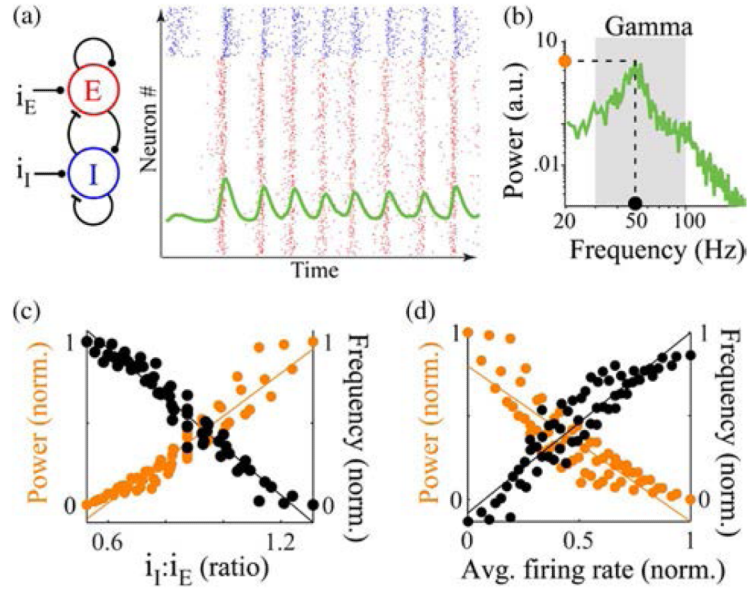 (a)
E
i_E
I
i_I
Neuron #
Time
(b)
Gamma
Power (a.u.)
10
.01
20 50 100
Frequency (Hz)
(c)
Power (norm.)
1
0
Frequency (norm.)
1
0
0.6 1.2
i_I:i_E (ratio)
(d)
Power (norm.)
1
0
Frequency (norm.)
1
0
0 0.5 1
Avg. firing rate (norm.)